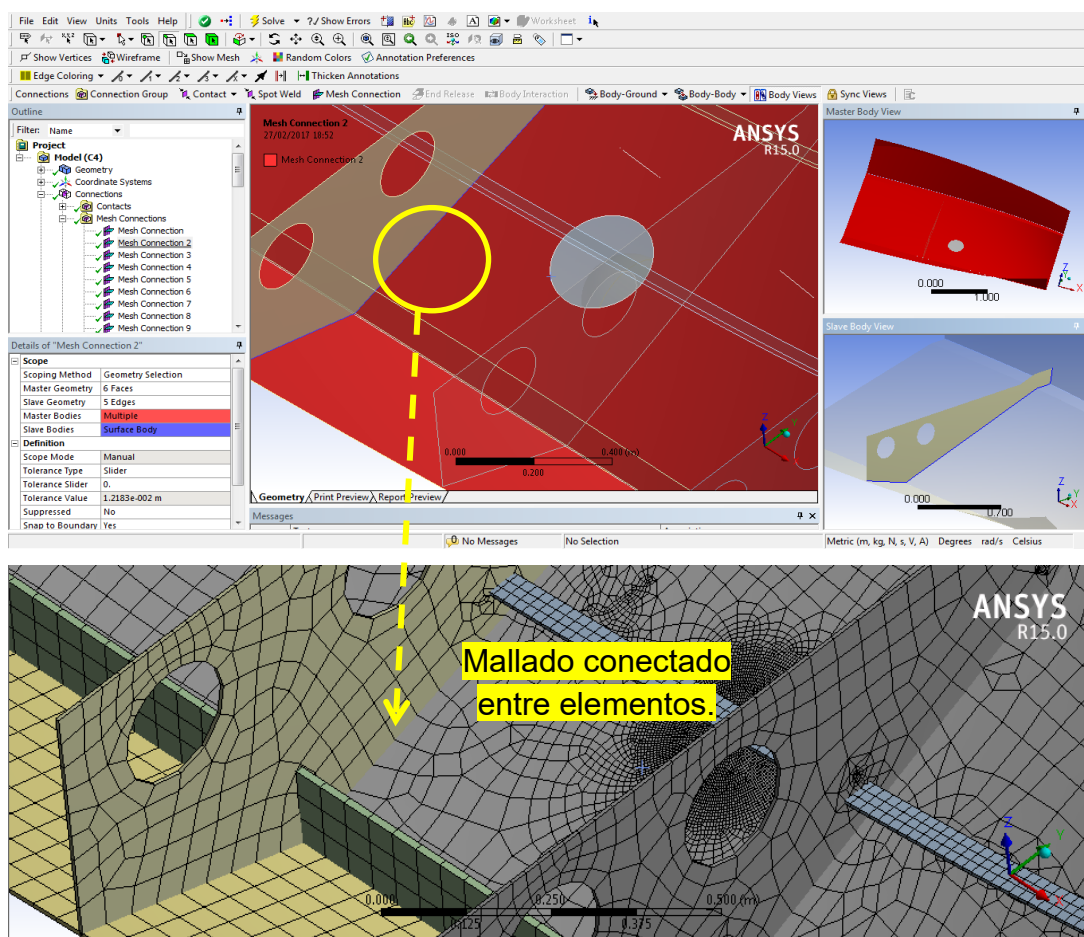 File Edit View Units Tools Help Solve ?/ Show Errors Worksheet
Show Vertices Wireframe Show Mesh Random Colors Annotation Preferences
Edge Coloring Thicken Annotations
Connections Connection Group Contact Spot Weld Mesh Connection End Release Body Interaction Body-Ground Body-Body Body Views Sync Views
Outline
Filter: Name
Project
Model (C4)
Geometry
Coordinate Systems
Connections
Contacts
Mesh Connections
Mesh Connection
Mesh Connection 2
Mesh Connection 3
Mesh Connection 4
Mesh Connection 5
Mesh Connection 6
Mesh Connection 7
Mesh Connection 8
Mesh Connection 9
Details of "Mesh Connection 2"
Scope
Scoping Method Geometry Selection
Master Geometry 6 Faces
Slave Geometry 5 Edges
Master Bodies Multiple
Slave Bodies Surface Body
Definition
Scope Mode Manual
Tolerance Type Slider
Tolerance Slider 0.
Tolerance Value 1.2183e-002 m
Suppressed No
Snap to Boundary Yes
Mesh Connection 2
27/02/2017 18:52
Mesh Connection 2
ANSYS
R15.0
0.000 0.400 (m)
0.200
Z
Geometry Print Preview Report Preview
Messages
Master Body View
0.000
1.000
Z
X
Slave Body View
Z
0.000
0.700
Z
Y
X
No Messages No Selection Metric (m, kg, N, s, V, A) Degrees rad/s Celsius
ANSYS
R15.0
Mallado conectado
entre elementos.
Z
Y
X
0.000 0.250 0.500 (m)
0.125 0.375